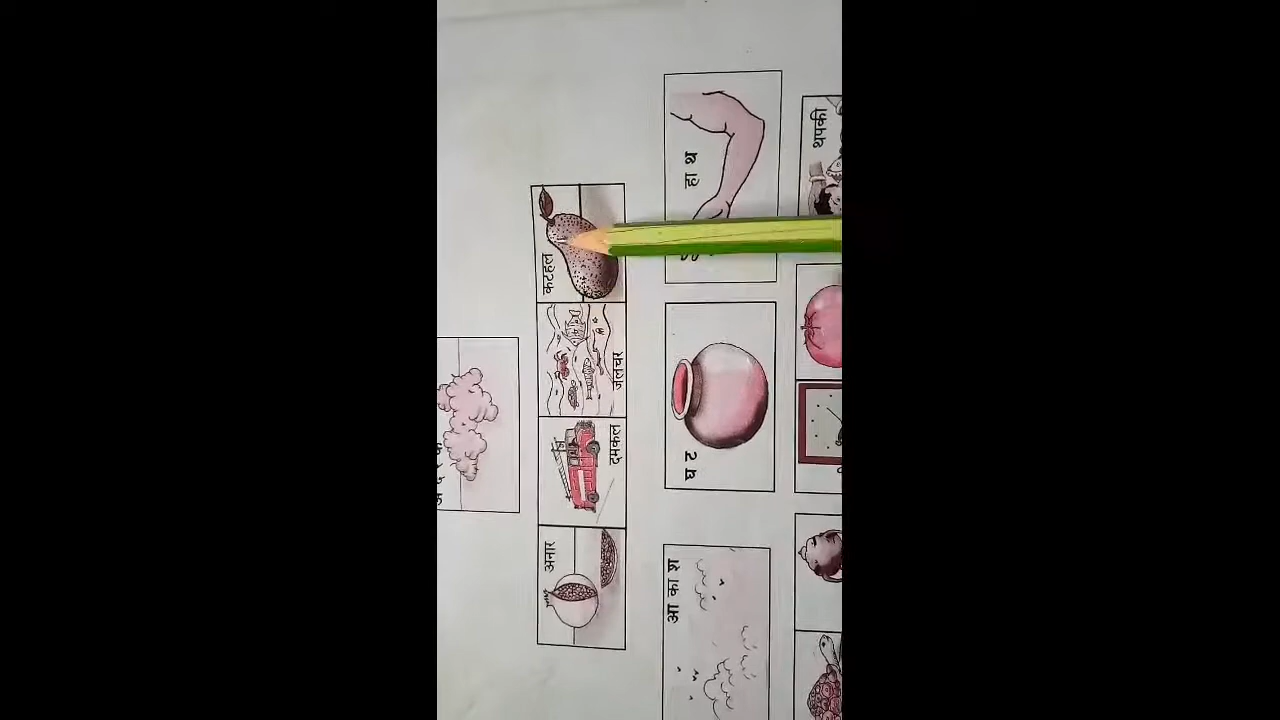 अ द र क
अनार
दमकल
जलचर
कटहल
आ का श
घ ट
हा थ
थपकी